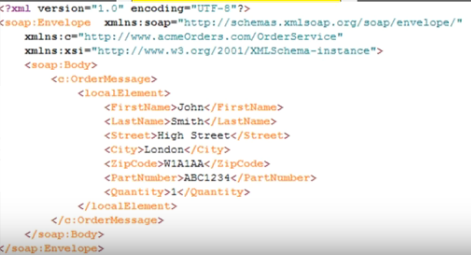 <?xml version="1.0" encoding="UTF-8"?>
<soap:Envelope  xmlns:soap="http://schemas.xmlsoap.org/soap/envelope/"
xmlns:c="http://www.acmeOrders.com/OrderService"
xmlns:xsi="http://www.w3.org/2001/XMLSchema-instance">
<soap:Body>
<c:OrderMessage>
<localElement>
<FirstName>John</FirstName>
<LastName>Smith</LastName>
<Street>High Street</Street>
<City>London</City>
<ZipCode>W1A1AA</ZipCode>
<PartNumber>ABC1234</PartNumber>
<Quantity>1</Quantity>
</localElement>
</c:OrderMessage>
</soap:Body>
</soap:Envelope>